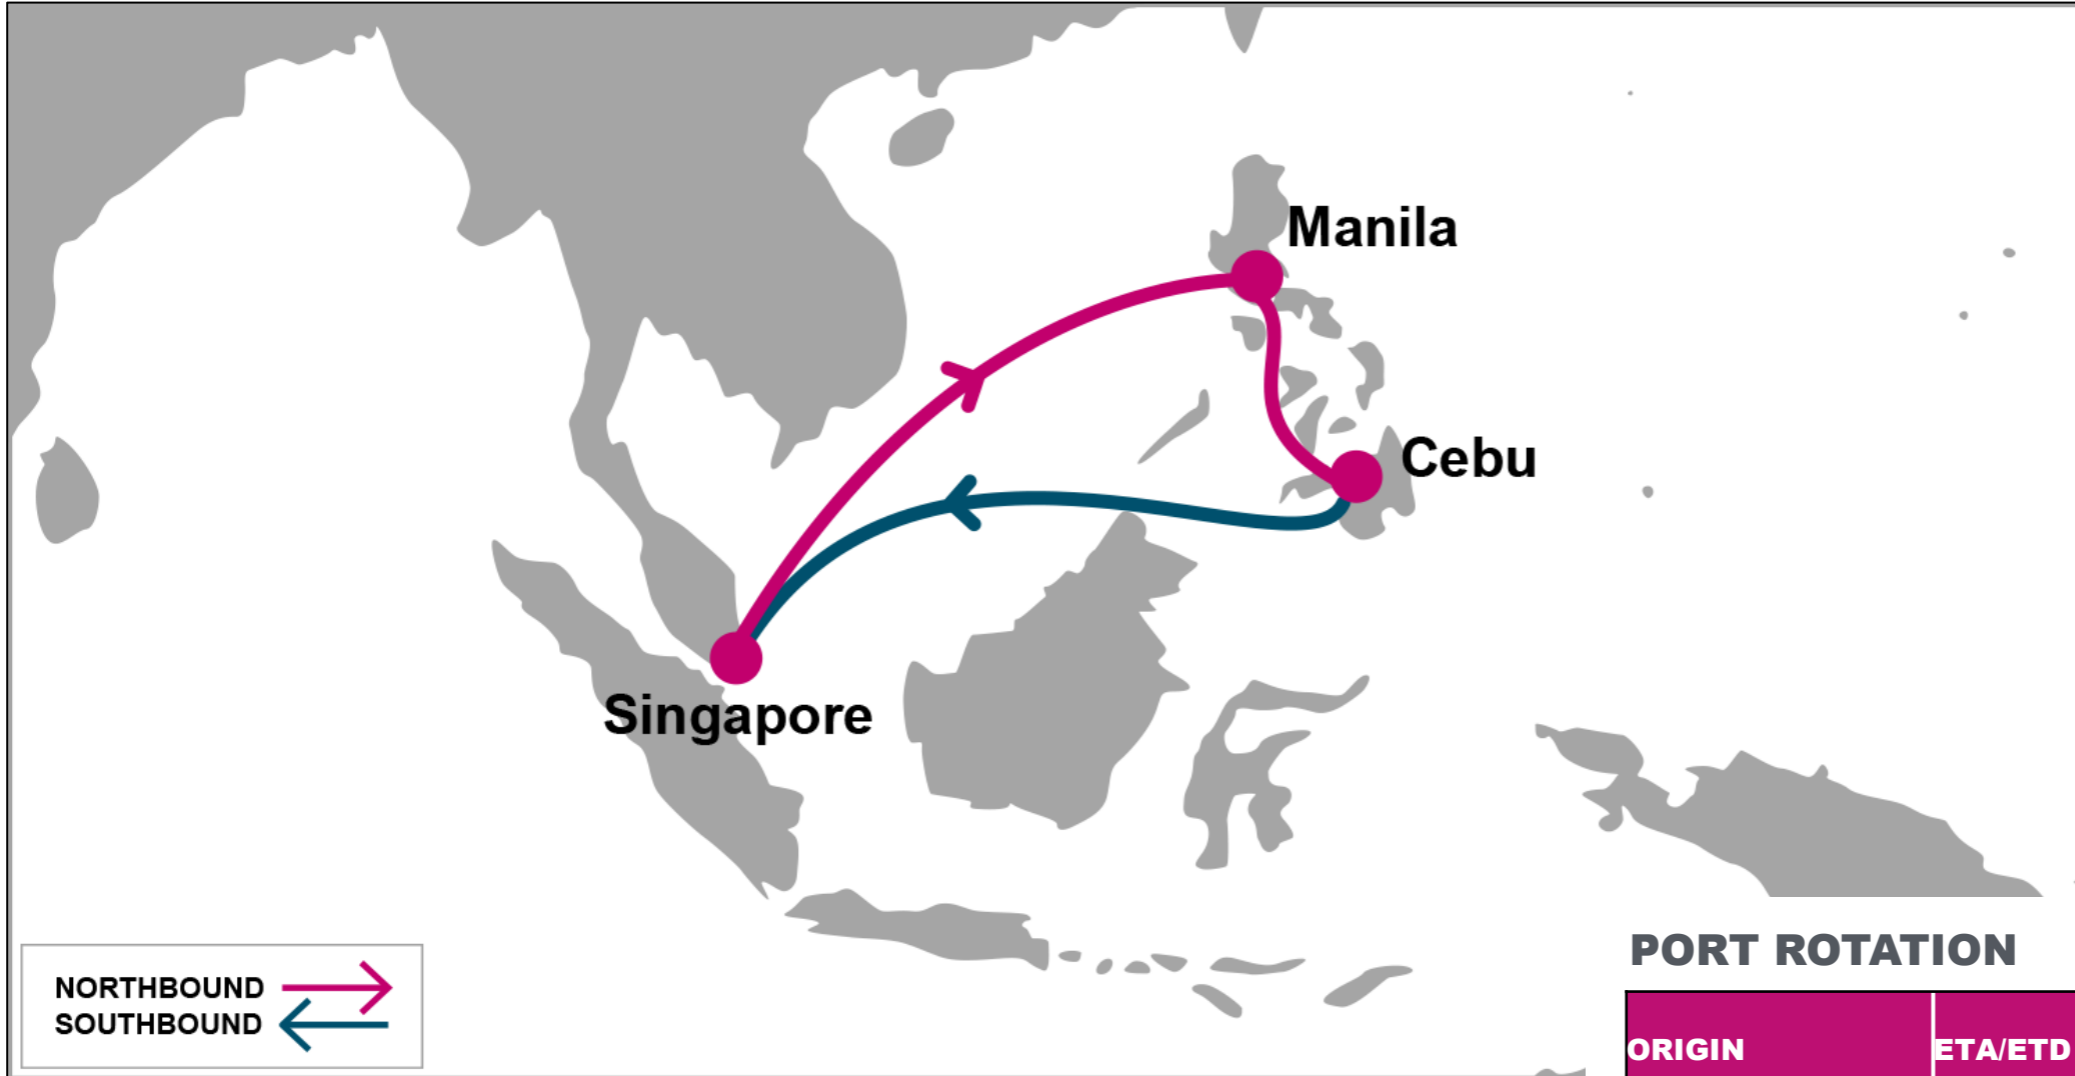 Manila
Cebu
Singapore
NORTHBOUND
SOUTHBOUND
PORT ROTATION
ORIGIN
ETA/ETD